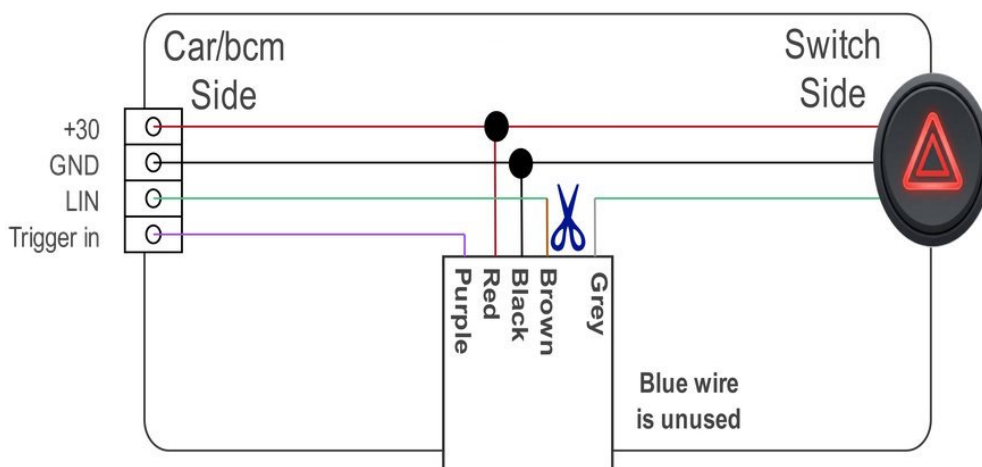 Car/bcm
Side
Switch
Side
+30
GND
LIN
Trigger in
Purple
Red
Black
Brown
Grey
Blue wire
is unused